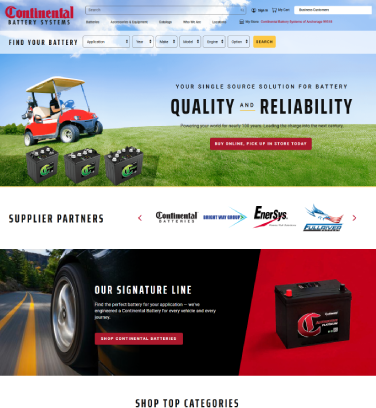 Continental
BATTERY SYSTEMS
Search
Sign In
My Cart
Business Customers
Batteries
Accessories & Equipment
Catalogs
Who We Are
Locations
My Store: Continental Battery Systems of Anchorage
FIND YOUR BATTERY
Application
Year
Make
Model
Engine
Option
SEARCH
YOUR SINGLE SOURCE SOLUTION FOR BATTERY
QUALITY AND RELIABILITY
Powering your world for nearly 100 years. Leading the charge into the next century.
BUY ONLINE, PICK UP IN STORE TODAY
SUPPLIER PARTNERS
Continental
BATTERIES
BRIGHT WAY GROUP
EnerSys
FULLRIVER
OUR SIGNATURE LINE
Find the perfect battery for your application — we've
engineered a Continental Battery for every vehicle and every
journey.
SHOP CONTINENTAL BATTERIES
SHOP TOP CATEGORIES